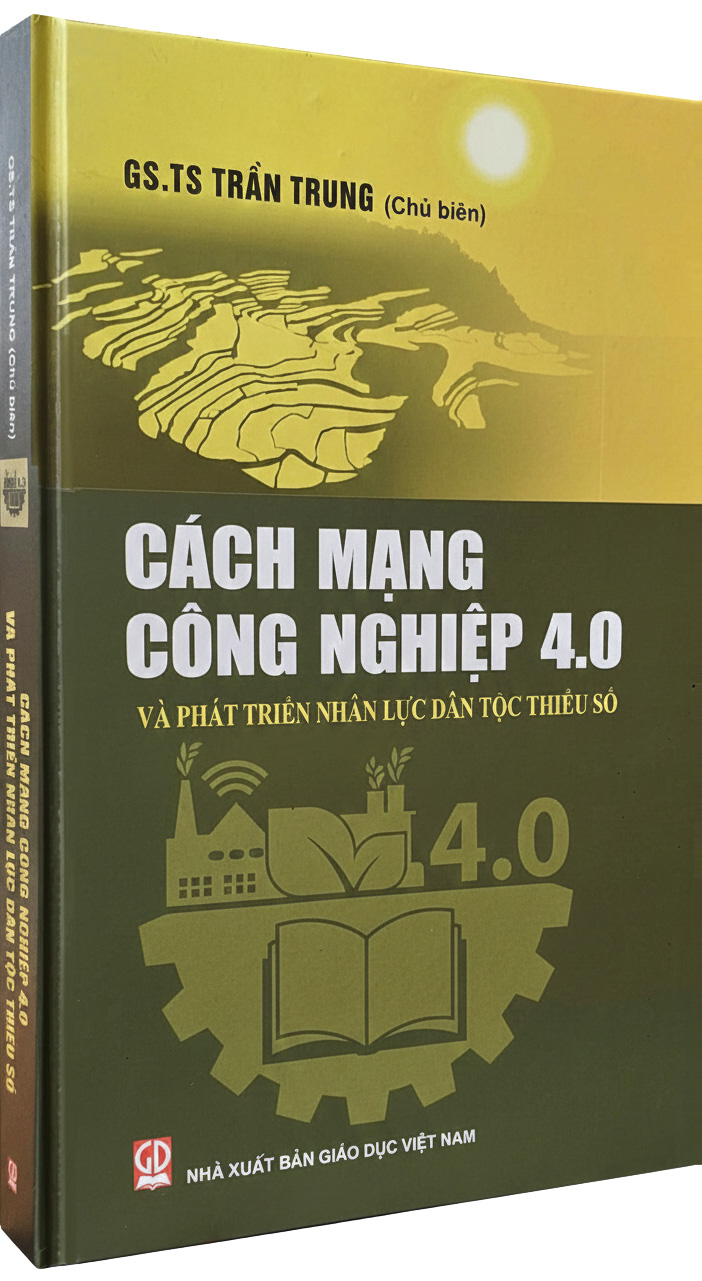 GS.TS TRẦN TRUNG (Chủ biên)
CÁCH MẠNG
CÔNG NGHIỆP 4.0
VÀ PHÁT TRIỂN NHÂN LỰC DÂN TỘC THIỂU SỐ
4.0
GD
NHÀ XUẤT BẢN GIÁO DỤC VIỆT NAM
GS.TS TRẦN TRUNG (Chủ biên)
CÁCH MẠNG CÔNG NGHIỆP 4.0
VÀ PHÁT TRIỂN NHÂN LỰC DÂN TỘC THIỂU SỐ